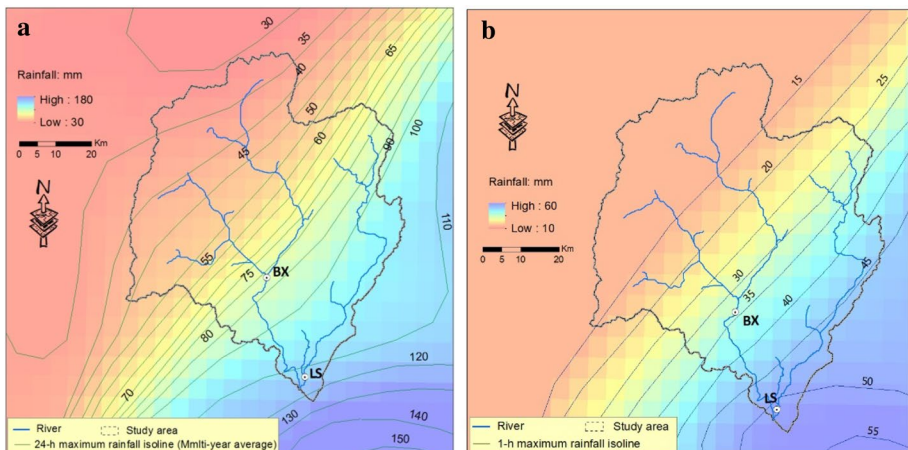 a
30
35
40
65
Rainfall: mm
High : 180
Low : 30
0 5 10 20
Km
N
50
60
100
90
45
110
55
75
BX
80
70
LS
120
130
140
150
River
Study area
24-h maximum rainfall isoline (Mmlti-year average)
b
15
25
N
20
Rainfall: mm
High : 60
Low : 10
0 5 10 20
Km
30
35
45
40
BX
LS
50
55
River
Study area
1-h maximum rainfall isoline